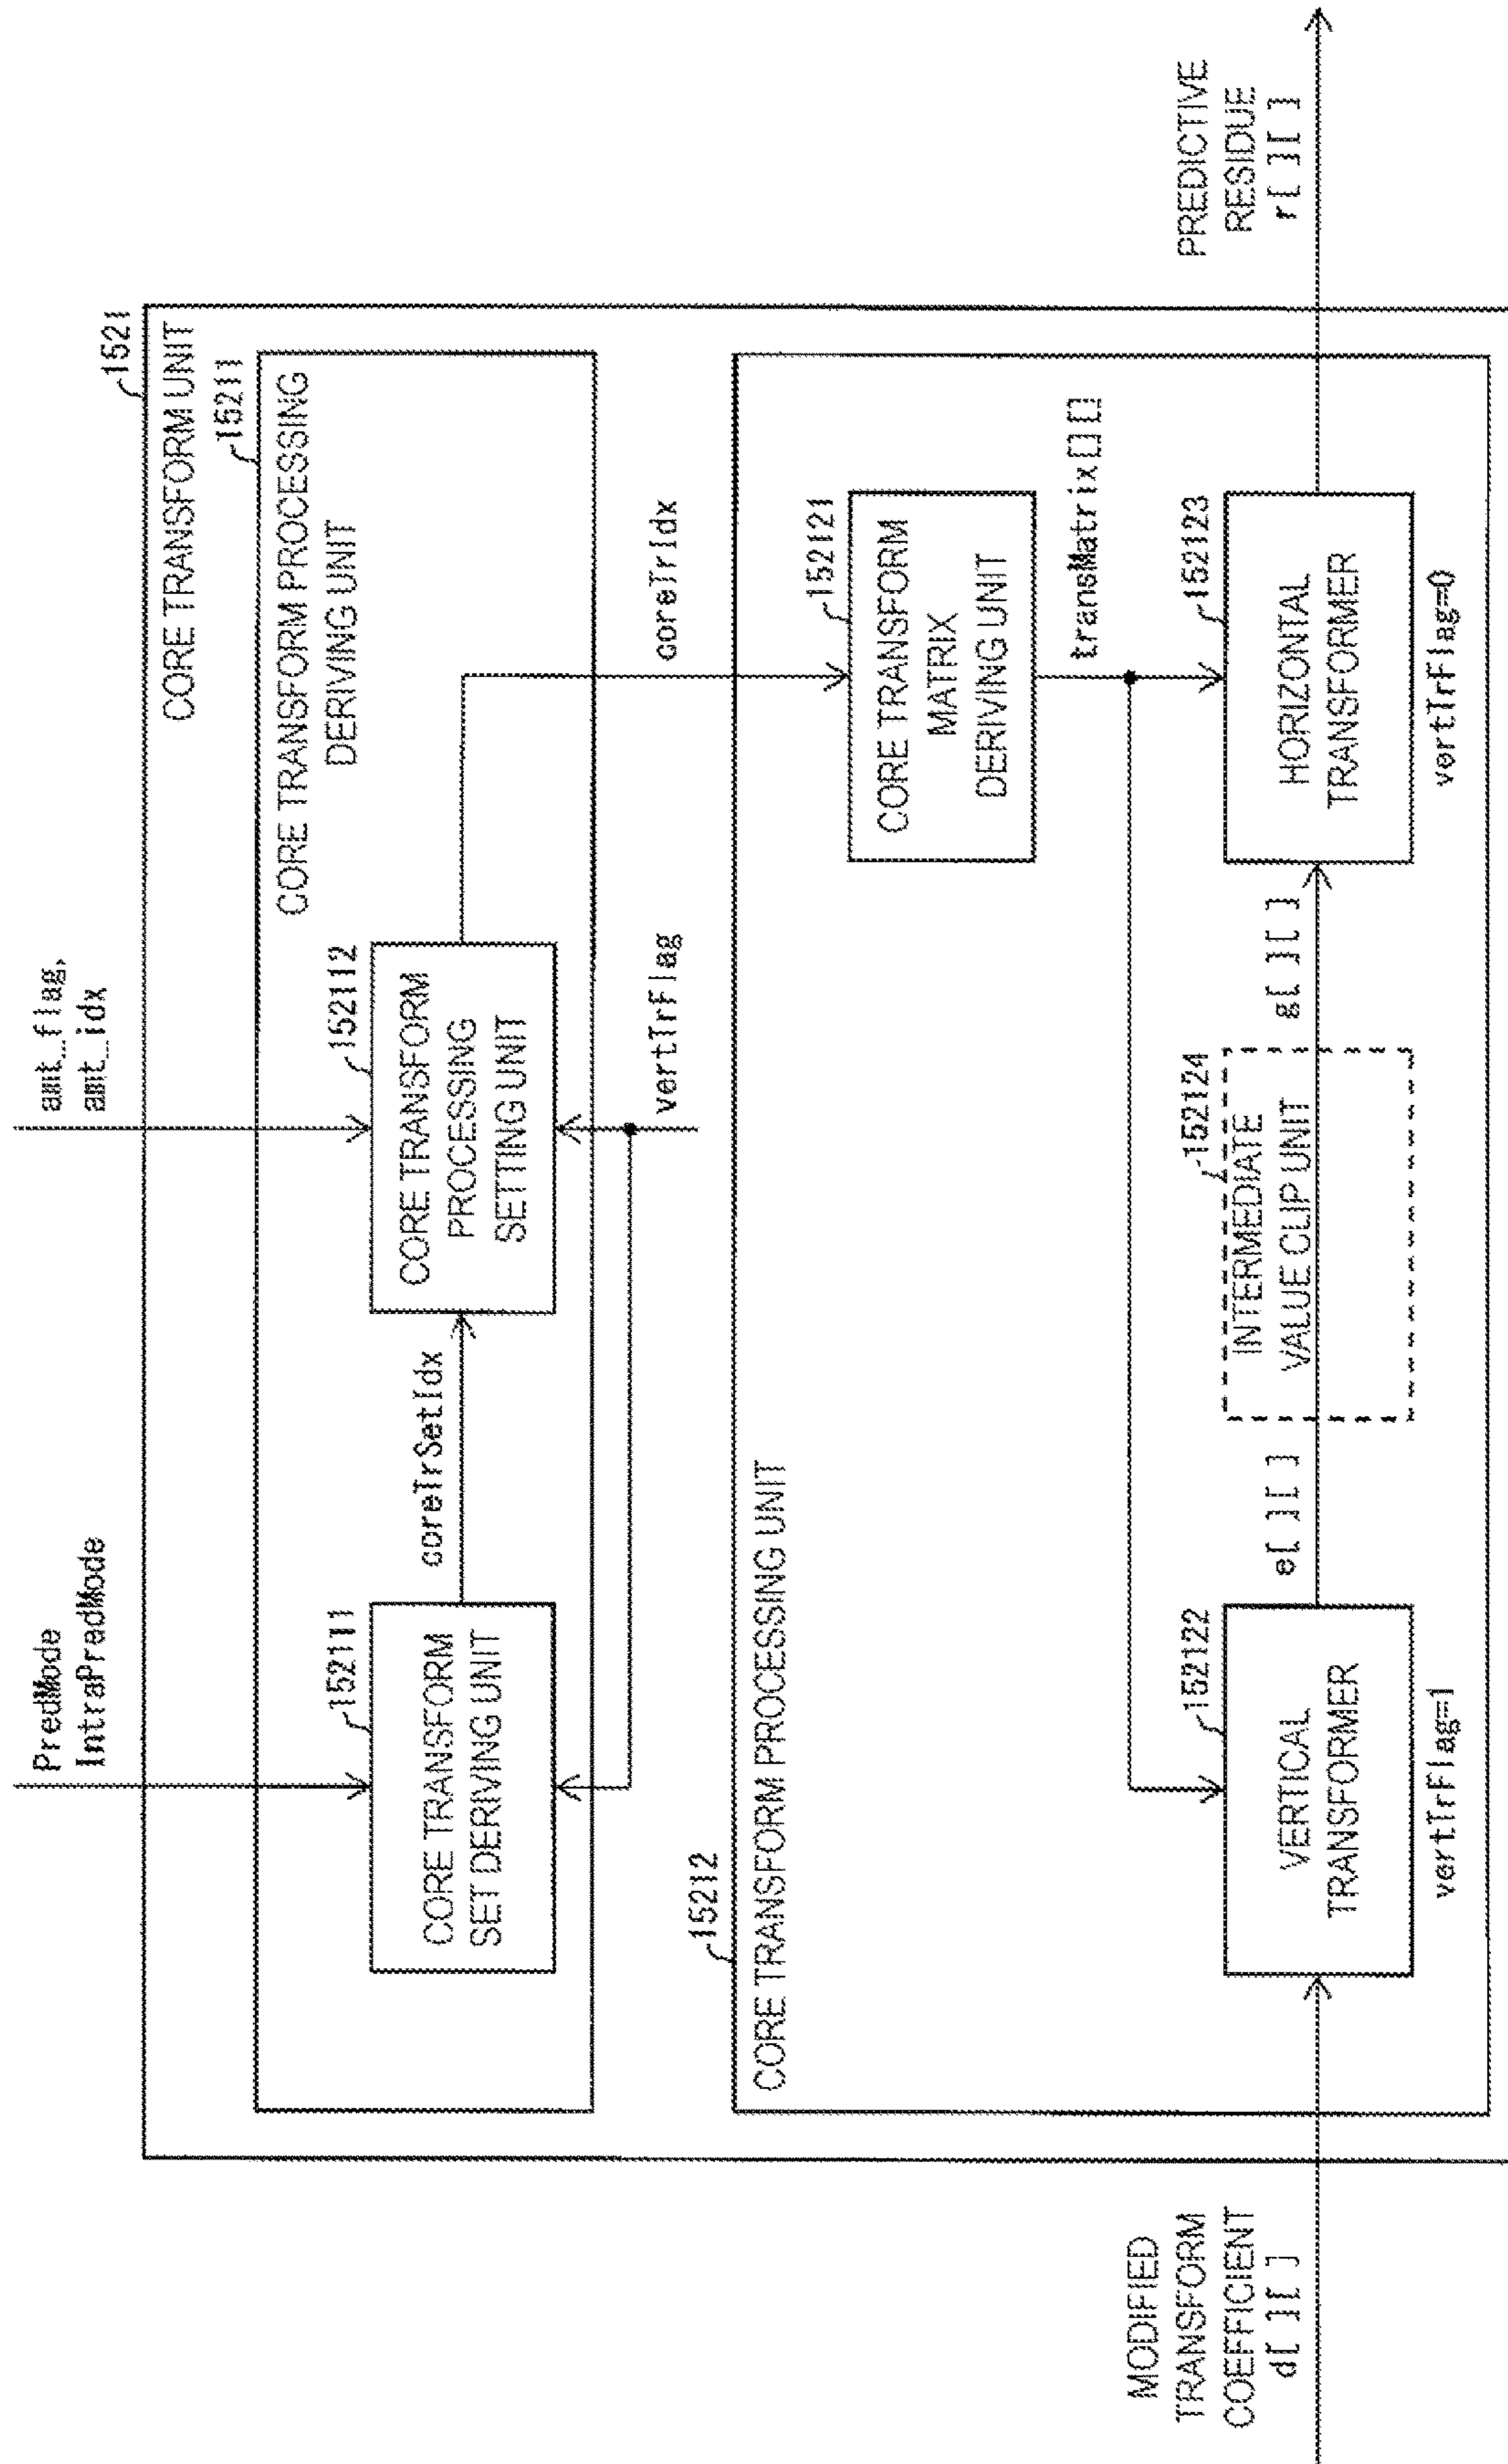 PredMode
IntraPredMode
amt_flag,
amt_idx
1521
CORE TRANSFORM UNIT
15211
CORE TRANSFORM PROCESSING
DERIVING UNIT
152111
CORE TRANSFORM
SET DERIVING UNIT
coreTrSetIdx
152112
CORE TRANSFORM
PROCESSING
SETTING UNIT
vertTrFlag
coreTrIdx
15212
CORE TRANSFORM PROCESSING UNIT
152121
CORE TRANSFORM
MATRIX
DERIVING UNIT
transMatrix[][]
MODIFIED
TRANSFORM
COEFFICIENT
d[ ][ ]
152122
VERTICAL
TRANSFORMER
vertTrFlag=1
e[ ][ ]
152124
INTERMEDIATE
VALUE CLIP UNIT
g[ ][ ]
152123
HORIZONTAL
TRANSFORMER
vertTrFlag=0
PREDICTIVE
RESIDUE
r[ ][ ]